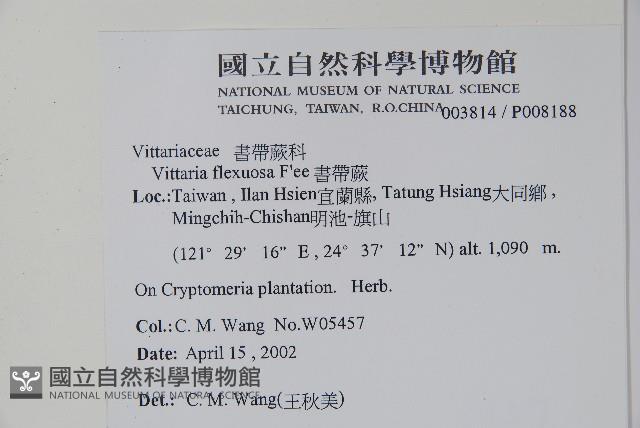 國立自然科學博物館
NATIONAL MUSEUM OF NATURAL SCIENCE
TAICHUNG, TAIWAN, R.O.CHINA 003814 / P008188
Vittariaceae 書帶蕨科
Vittaria flexuosa F'ee 書帶蕨
Loc.:Taiwan , Ilan Hsien宜蘭縣, Tatung Hsiang大同鄉 ,
Mingchih-Chishan明池-旗山
(121° 29' 16" E , 24° 37' 12" N) alt. 1,090 m.
On Cryptomeria plantation. Herb.
Col.:C. M. Wang No.W05457
Date: April 15 , 2002
Det.: C. M. Wang(王秋美)
國立自然科學博物館
NATIONAL MUSEUM OF NATURAL SCIENCE